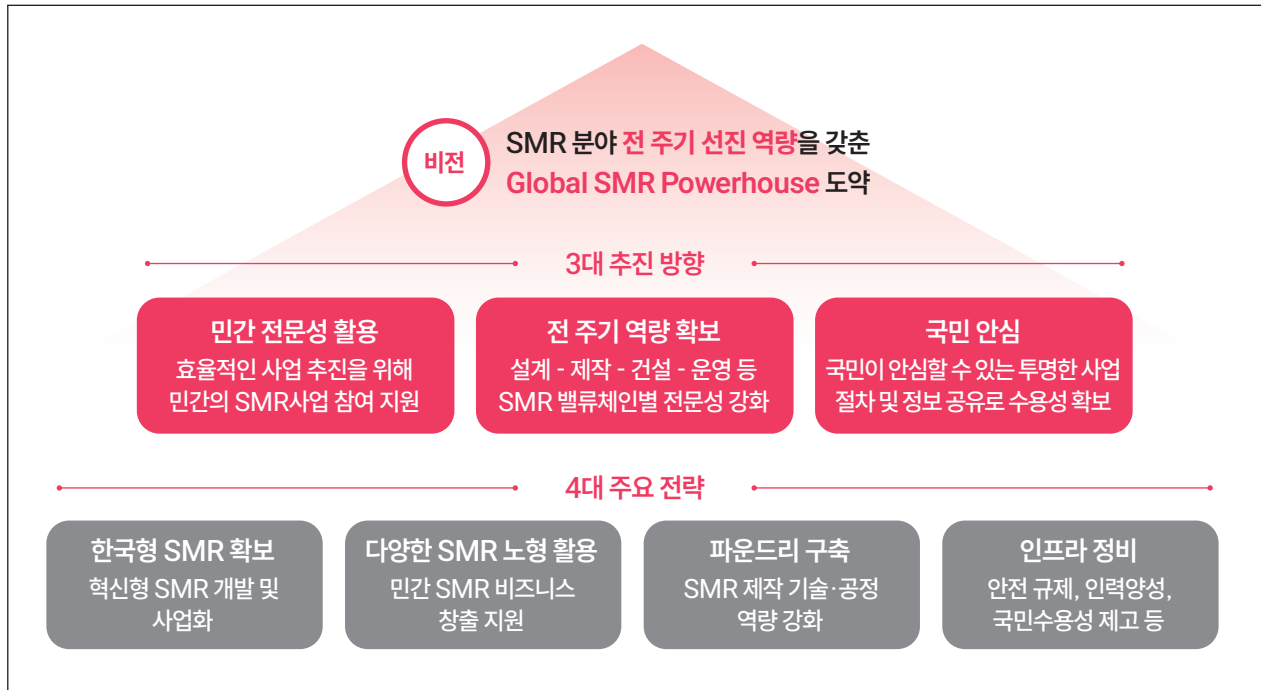 비전
SMR 분야 전 주기 선진 역량을 갖춘
Global SMR Powerhouse 도약
3대 추진 방향
민간 전문성 활용
효율적인 사업 추진을 위해
민간의 SMR사업 참여 지원
전 주기 역량 확보
설계 - 제작 - 건설 - 운영 등
SMR 밸류체인별 전문성 강화
국민 안심
국민이 안심할 수 있는 투명한 사업
절차 및 정보 공유로 수용성 확보
4대 주요 전략
한국형 SMR 확보
혁신형 SMR 개발 및
사업화
다양한 SMR 노형 활용
민간 SMR 비즈니스
창출 지원
파운드리 구축
SMR 제작 기술·공정
역량 강화
인프라 정비
안전 규제, 인력양성,
국민수용성 제고 등